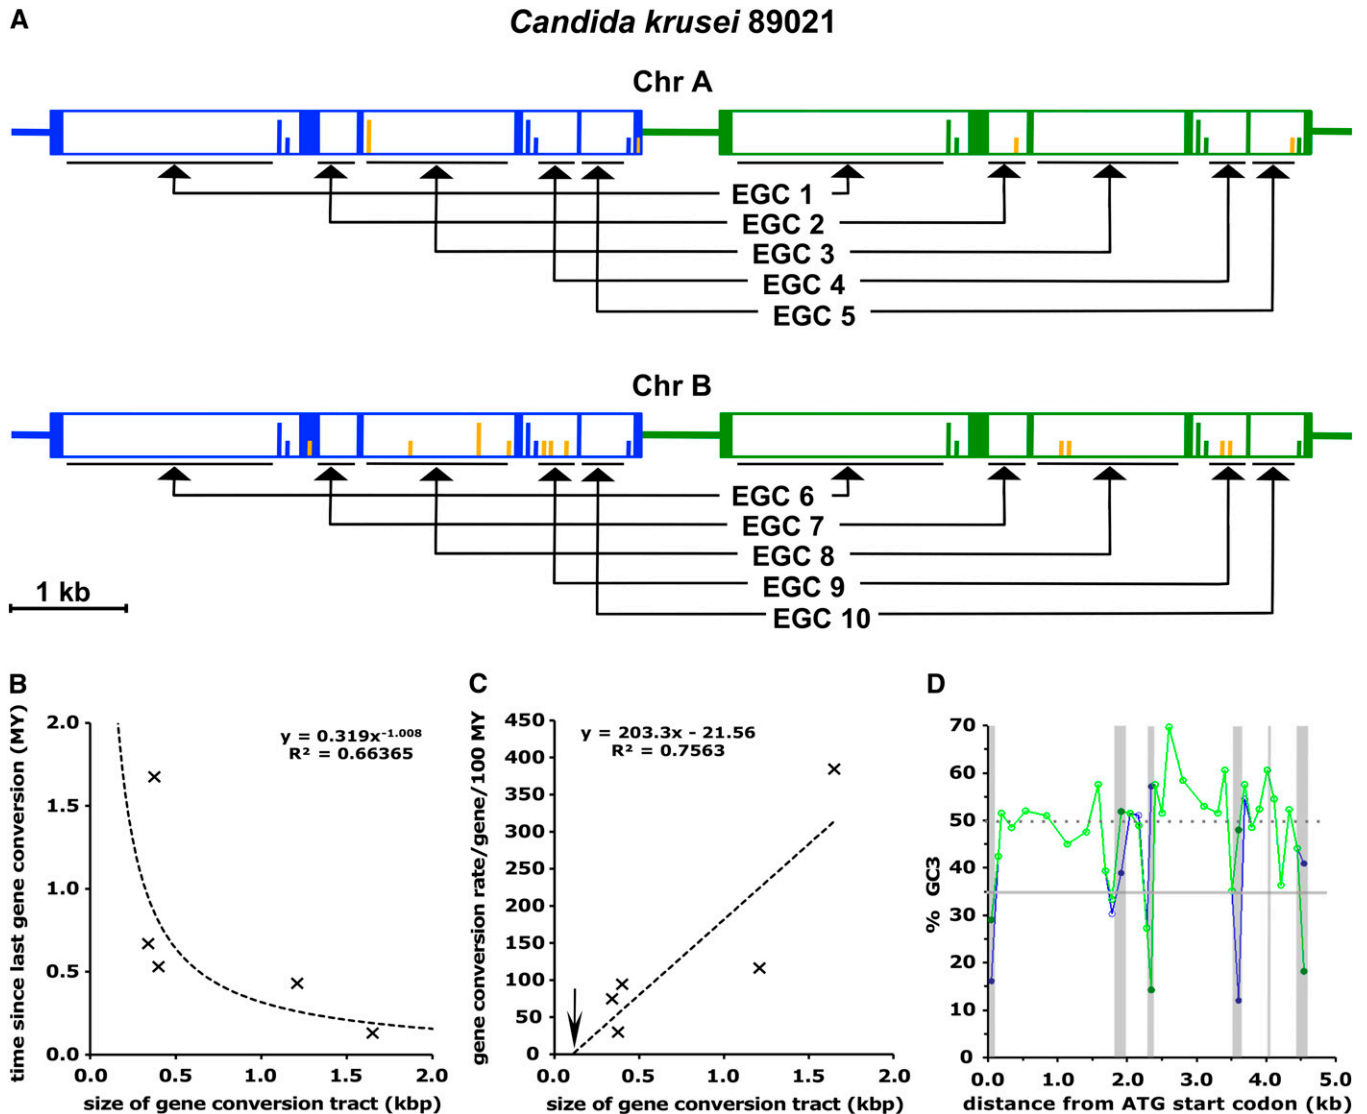 A
Candida krusei 89021
Chr A
EGC 1
EGC 2
EGC 3
EGC 4
EGC 5
Chr B
EGC 6
EGC 7
EGC 8
EGC 9
EGC 10
1 kb
B
time since last gene conversion (MY)
2.0
1.5
1.0
0.5
0.0
y = 0.319x^-1.008
R² = 0.66365
0.0 0.5 1.0 1.5 2.0
size of gene conversion tract (kbp)
C
gene conversion rate/gene/100 MY
450
400
350
300
250
200
150
100
50
0
y = 203.3x - 21.56
R² = 0.7563
0.0 0.5 1.0 1.5 2.0
size of gene conversion tract (kbp)
D
% GC3
70
60
50
40
30
20
10
0
0.0 1.0 2.0 3.0 4.0 5.0
distance from ATG start codon (kb)